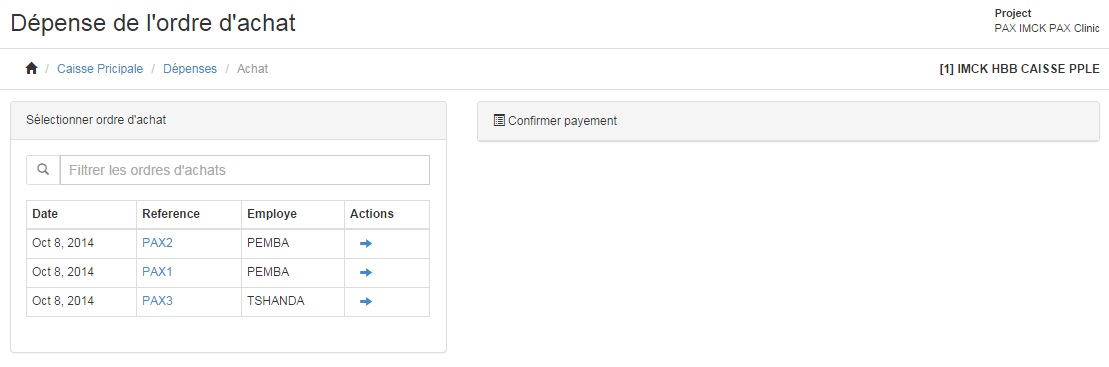 Dépense de l'ordre d'achat
Project
PAX IMCK PAX Clinic
/ Caisse Pricipale / Dépenses / Achat
[1] IMCK HBB CAISSE PPLE
Sélectionner ordre d'achat
Filtrer les ordres d'achats
Date Reference Employe Actions
Oct 8, 2014 PAX2 PEMBA
Oct 8, 2014 PAX1 PEMBA
Oct 8, 2014 PAX3 TSHANDA
Confirmer payement